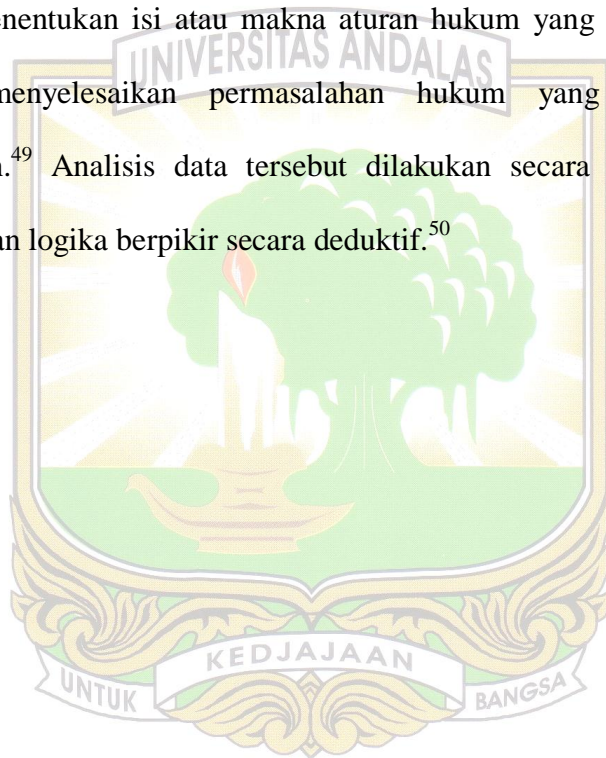 enentukan isi atau makna aturan hukum yang
menyelesaikan permasalahan hukum yang
n.49 Analisis data tersebut dilakukan secara
an logika berpikir secara deduktif.50
UNIVERSITAS ANDALAS
UNTUK KEDJAJAAN BANGSA